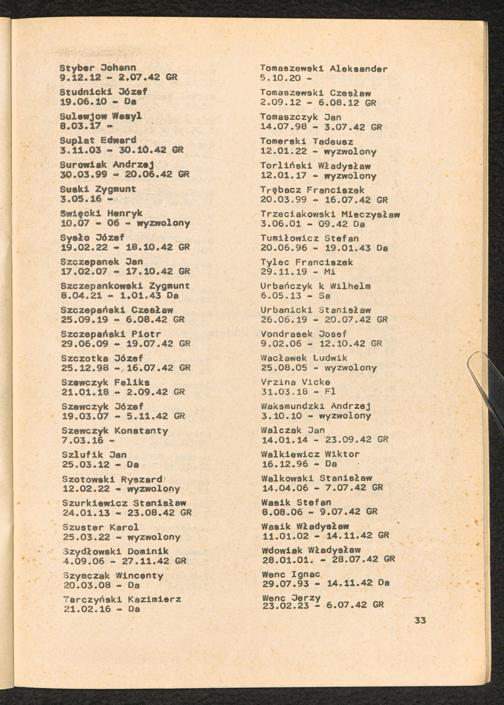 Styber Johann
9.12.12 - 2.07.42 GR
Studnicki Józef
19.06.10 - Da
Sulewjow Wasyl
8.03.17 -
Suplat Edward
3.11.03 - 30.10.42 GR
Surowiak Andrzej
30.03.99 - 20.06.42 GR
Suski Zygmunt
3.05.16 -
Święcki Henryk
10.07 - 06 - wyzwolony
Sysło Józef
19.02.22 - 18.10.42 GR
Szczepanek Jan
17.02.07 - 17.10.42 GR
Szczepankowski Zygmunt
8.04.21 - 1.01.43 Da
Szczepański Czesław
25.09.19 - 6.08.42 GR
Szczepański Piotr
29.06.09 - 19.07.42 GR
Szczotka Józef
25.12.98 - 16.07.42 GR
Szewczyk Feliks
21.01.18 - 2.09.42 GR
Szewczyk Józef
19.03.07 - 5.11.42 GR
Szewczyk Konstanty
7.03.16 -
Szlufik Jan
25.03.12 - Da
Szotowski Ryszard
12.02.22 - wyzwolony
Szurkiewicz Stanisław
24.01.13 - 23.08.42 GR
Szuster Karol
25.03.22 - wyzwolony
Szydłowski Dominik
4.09.06 - 27.11.42 GR
Szymczak Wincenty
20.03.08 - Da
Tarczyński Kazimierz
21.02.16 - Da
Tomaszewski Aleksander
5.10.20 -
Tomaszewski Czesław
2.09.12 - 6.08.12 GR
Tomaszczyk Jan
14.07.98 - 3.07.42 GR
Tomerski Tadeusz
12.01.22 - wyzwolony
Torliński Władysław
12.01.17 - wyzwolony
Trębacz Franciszek
20.03.99 - 16.07.42 GR
Trzeciakowski Mieczysław
3.06.01 - 09.42 Da
Tumiłowicz Stefan
20.06.96 - 19.01.43 Da
Tylec Franciszek
29.11.19 - Mi
Urbańczyk k Wilhelm
6.05.13 - Sa
Urbanicki Stanisław
26.06.19 - 20.07.42 GR
Vondrasek Josef
9.02.06 - 12.10.42 GR
Wacławek Ludwik
25.08.05 - wyzwolony
Vrzina Vicke
31.03.18 - Fl
Waksmundzki Andrzej
3.10.10 - wyzwolony
Walczak Jan
14.01.14 - 23.09.42 GR
Walkiewicz Wiktor
16.12.96 - Da
Walkowski Stanisław
14.04.06 - 7.07.42 GR
Wasik Stefan
8.08.06 - 9.07.42 GR
Wasik Władysław
11.01.02 - 14.11.42 GR
Wdowiak Władysław
28.01.01. - 28.07.42 GR
Wenc Ignac
29.07.93 - 14.11.42 Da
Wenc Jerzy
23.02.23 - 6.07.42 GR
33